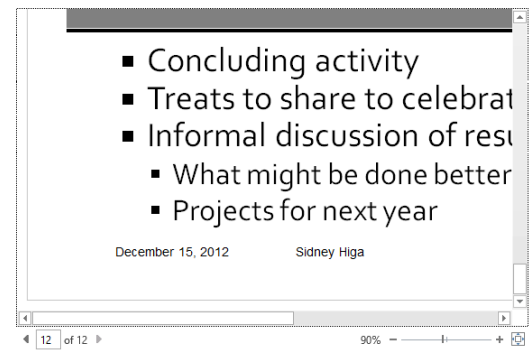 Concluding activity
Treats to share to celebrat
Informal discussion of resu
What might be done better
Projects for next year
December 15, 2012 Sidney Higa
12 of 12 90%